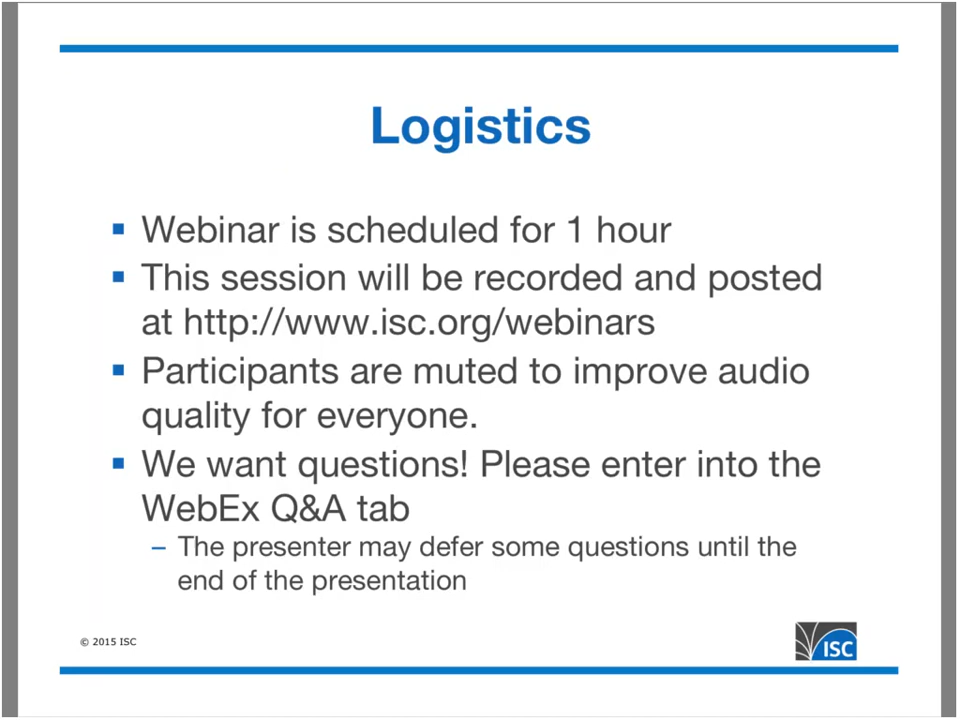 Logistics
▪ Webinar is scheduled for 1 hour
▪ This session will be recorded and posted
at http://www.isc.org/webinars
▪ Participants are muted to improve audio
quality for everyone.
▪ We want questions! Please enter into the
WebEx Q&A tab
– The presenter may defer some questions until the
end of the presentation
© 2015 ISC
ISC